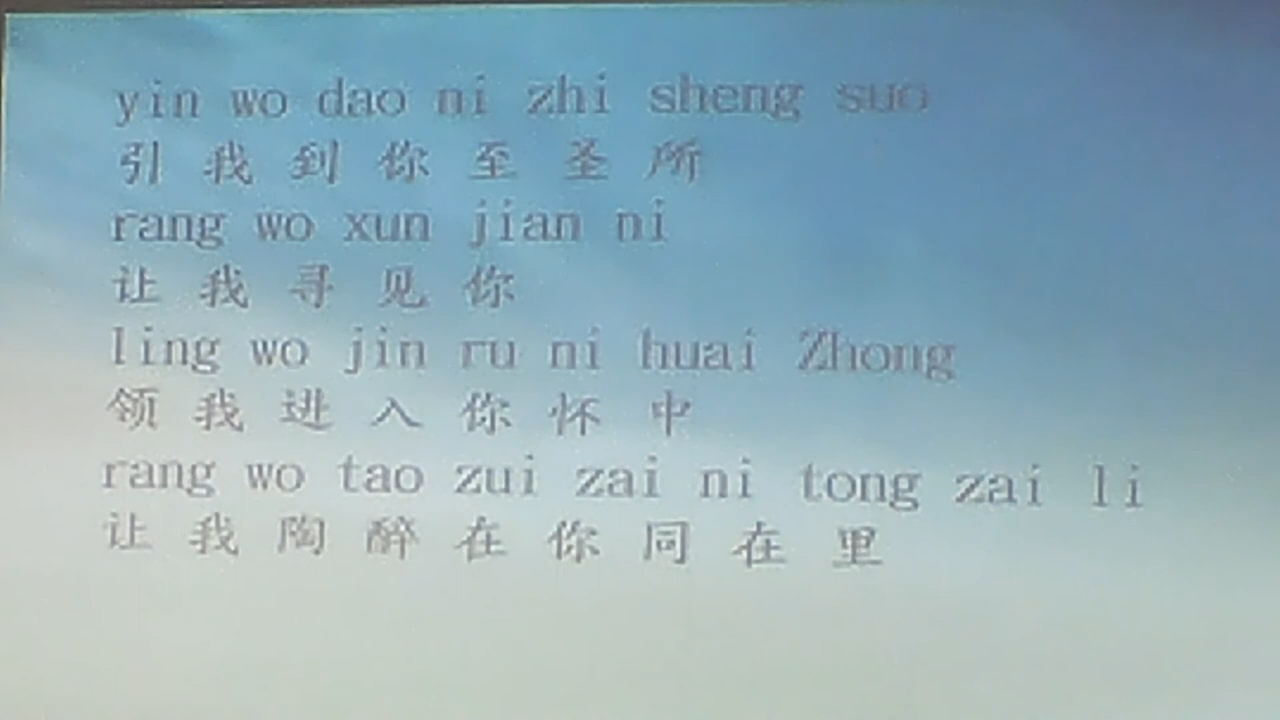 yin wo dao ni zhi sheng suo
引 我 到 你 至 圣 所
rang wo xun jian ni
让 我 寻 见 你
ling wo jin ru ni huai Zhong
领 我 进 入 你 怀 中
rang wo tao zui zai ni tong zai li
让 我 陶 醉 在 你 同 在 里